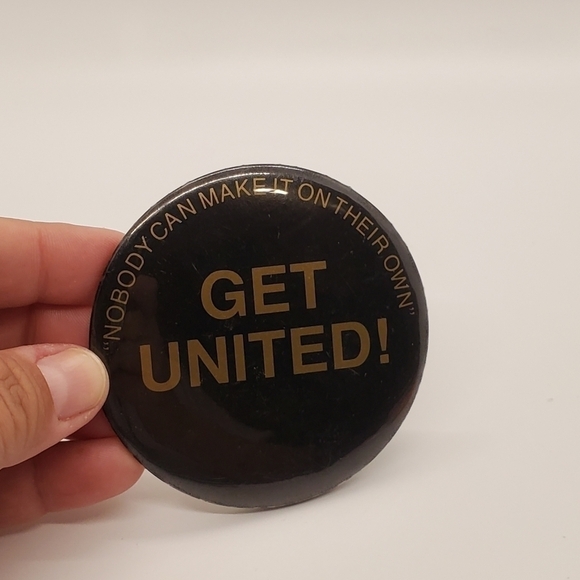 "NOBODY CAN MAKE IT ON THEIR OWN"
GET
UNITED!